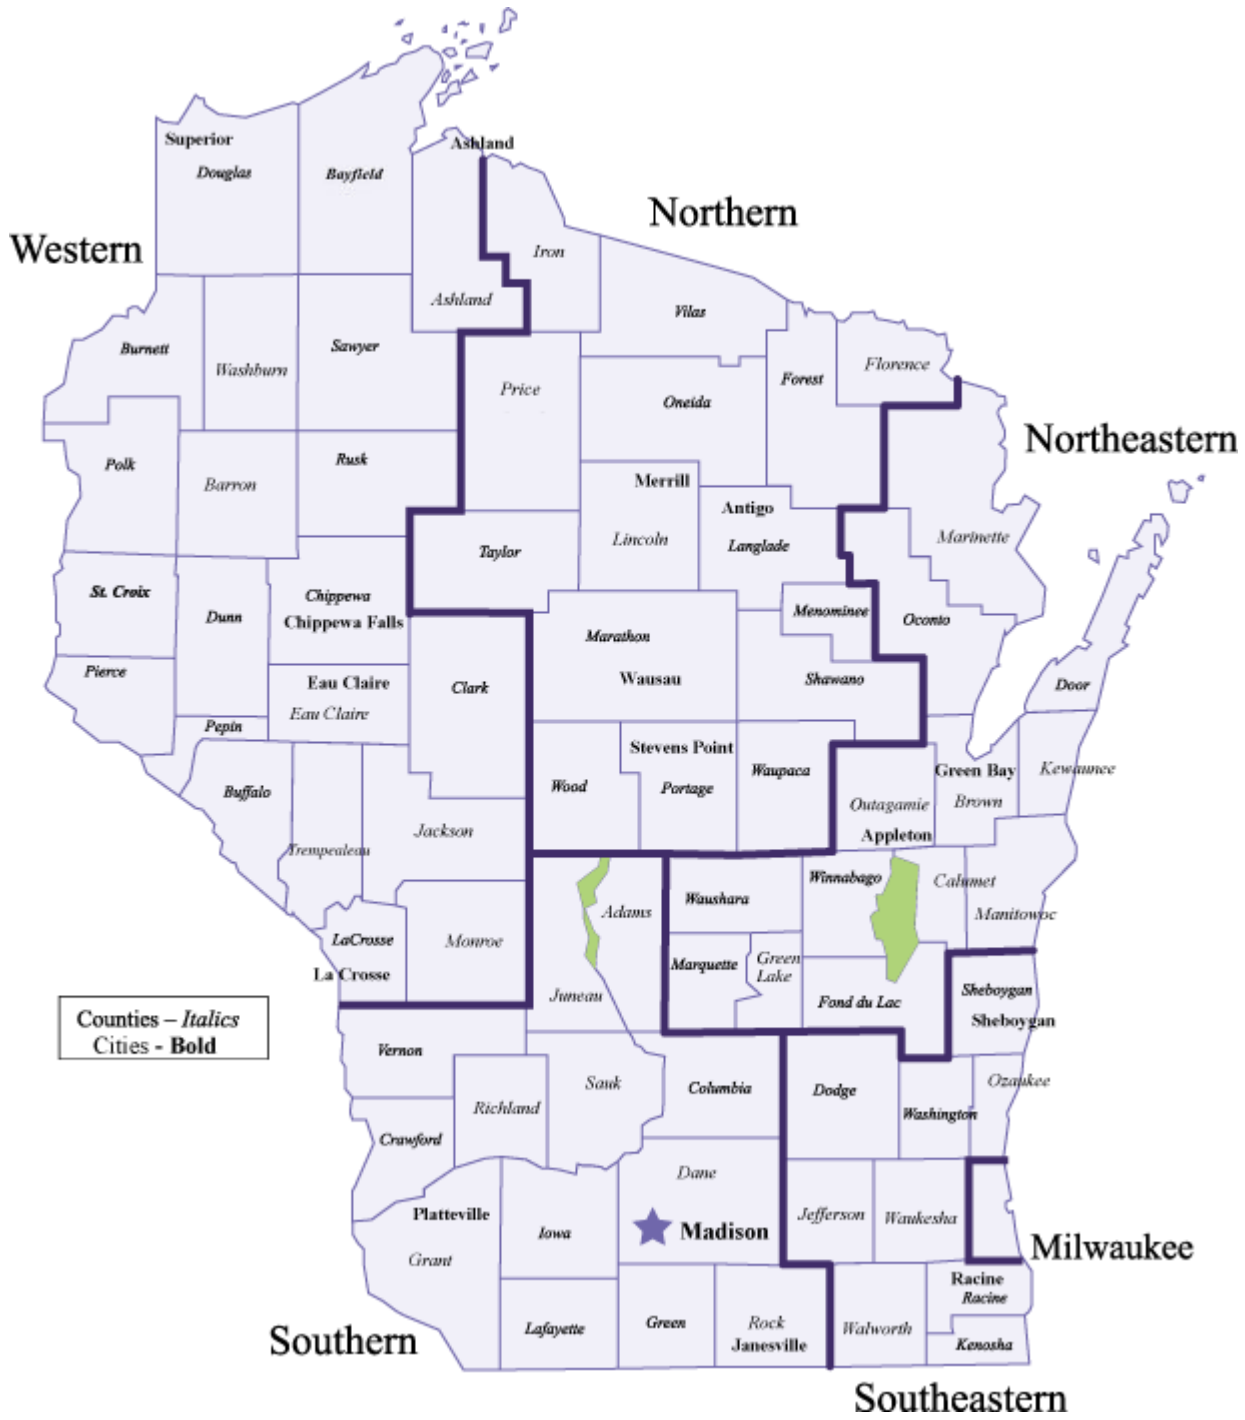 Superior
Douglas
Bayfield
Ashland
Northern
Western
Iron
Ashland
Vilas
Burnett
Washburn
Sawyer
Florence
Price
Forest
Oneida
Northeastern
Polk
Barron
Rusk
Merrill
Antigo
Lincoln
Langlade
Marinette
Taylor
St. Croix
Chippewa
Chippewa Falls
Dunn
Menominee
Oconto
Marathon
Wausau
Pierce
Eau Claire
Eau Claire
Clark
Shawano
Door
Pepin
Stevens Point
Wood
Portage
Waupaca
Green Bay
Kewaunee
Buffalo
Outagamie
Brown
Appleton
Jackson
Trempealeau
Winnabago
Calumet
Waushara
Adams
Manitowoc
LaCrosse
La Crosse
Monroe
Juneau
Marquette
Green
Lake
Fond du Lac
Sheboygan
Sheboygan
Counties – Italics
Cities - Bold
Vernon
Sauk
Columbia
Dodge
Ozaukee
Richland
Washington
Crawford
Dane
Platteville
Grant
Iowa
Madison
Jefferson
Waukesha
Milwaukee
Racine
Racine
Southern
Lafayette
Green
Rock
Janesville
Walworth
Kenosha
Southeastern